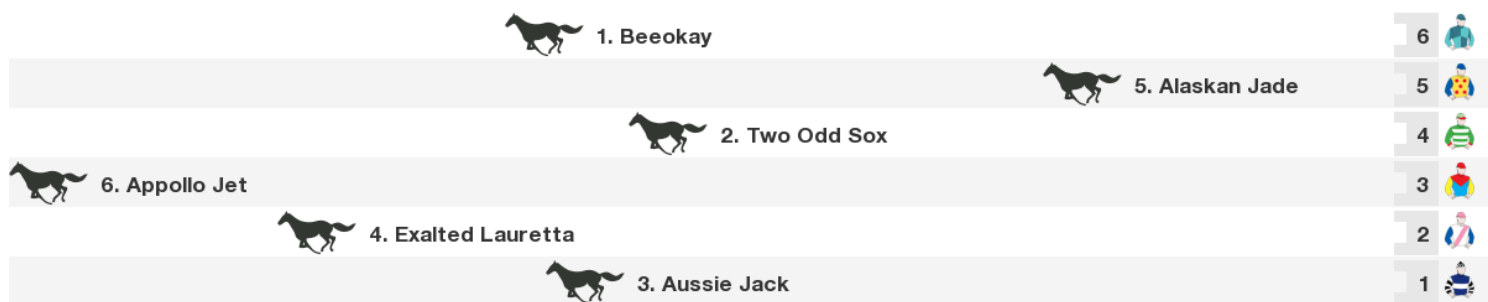 1. Beeokay 6
5. Alaskan Jade 5
2. Two Odd Sox 4
6. Appollo Jet 3
4. Exalted Lauretta 2
3. Aussie Jack 1